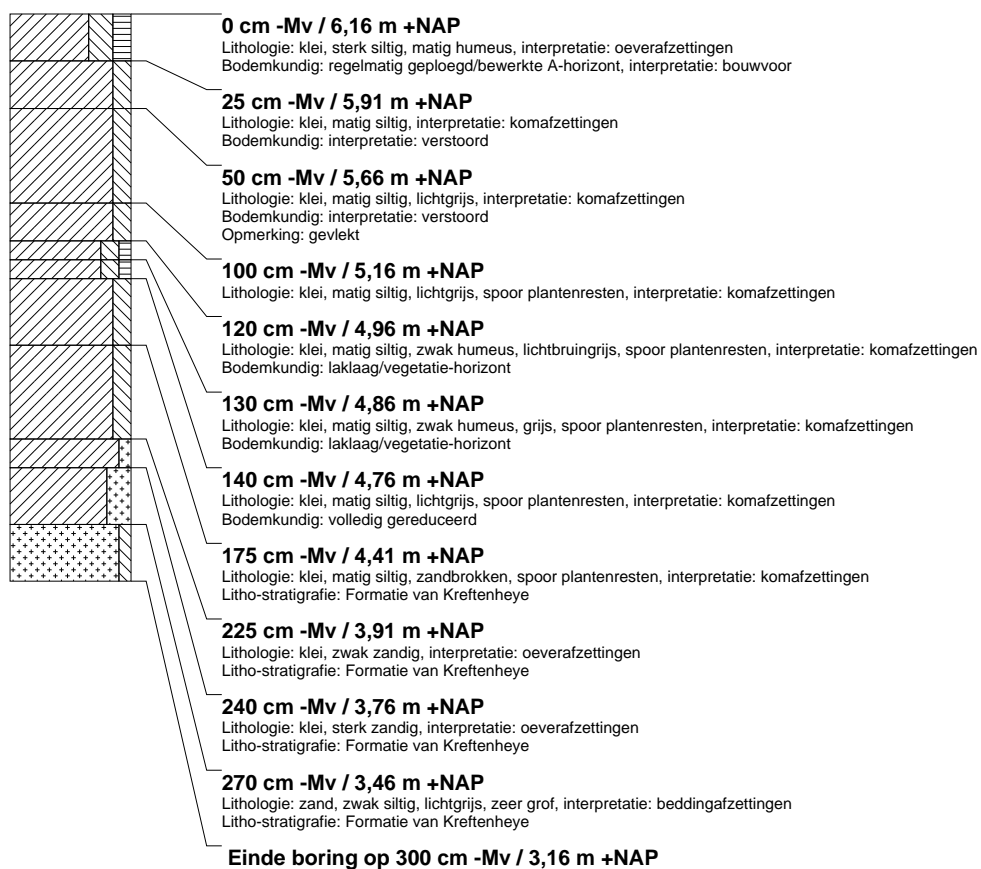 0 cm -Mv / 6,16 m +NAP
Lithologie: klei, sterk siltig, matig humeus, interpretatie: oeverafzettingen
Bodemkundig: regelmatig geploegd/bewerkte A-horizont, interpretatie: bouwvoor
25 cm -Mv / 5,91 m +NAP
Lithologie: klei, matig siltig, interpretatie: komafzettingen
Bodemkundig: interpretatie: verstoord
50 cm -Mv / 5,66 m +NAP
Lithologie: klei, matig siltig, lichtgrijs, interpretatie: komafzettingen
Bodemkundig: interpretatie: verstoord
Opmerking: gevlekt
100 cm -Mv / 5,16 m +NAP
Lithologie: klei, matig siltig, lichtgrijs, spoor plantenresten, interpretatie: komafzettingen
120 cm -Mv / 4,96 m +NAP
Lithologie: klei, matig siltig, zwak humeus, lichtbruingrijs, spoor plantenresten, interpretatie: komafzettingen
Bodemkundig: laklaag/vegetatie-horizont
130 cm -Mv / 4,86 m +NAP
Lithologie: klei, matig siltig, zwak humeus, grijs, spoor plantenresten, interpretatie: komafzettingen
Bodemkundig: laklaag/vegetatie-horizont
140 cm -Mv / 4,76 m +NAP
Lithologie: klei, matig siltig, lichtgrijs, spoor plantenresten, interpretatie: komafzettingen
Bodemkundig: volledig gereduceerd
175 cm -Mv / 4,41 m +NAP
Lithologie: klei, matig siltig, zandbrokken, spoor plantenresten, interpretatie: komafzettingen
Litho-stratigrafie: Formatie van Kreftenheye
225 cm -Mv / 3,91 m +NAP
Lithologie: klei, zwak zandig, interpretatie: oeverafzettingen
Litho-stratigrafie: Formatie van Kreftenheye
240 cm -Mv / 3,76 m +NAP
Lithologie: klei, sterk zandig, interpretatie: oeverafzettingen
Litho-stratigrafie: Formatie van Kreftenheye
270 cm -Mv / 3,46 m +NAP
Lithologie: zand, zwak siltig, lichtgrijs, zeer grof, interpretatie: beddingafzettingen
Litho-stratigrafie: Formatie van Kreftenheye
Einde boring op 300 cm -Mv / 3,16 m +NAP